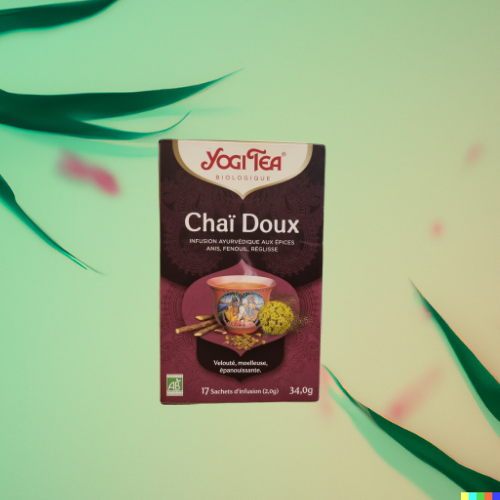 YOGI TEA®
BIOLOGIQUE
Chaï Doux
INFUSION AYURVÉDIQUE AUX ÉPICES
ANIS, FENOUIL, RÉGLISSE
Velouté, moelleuse,
épanouissante.
AB
17 Sachets d'infusion (2,0g) 34,0g